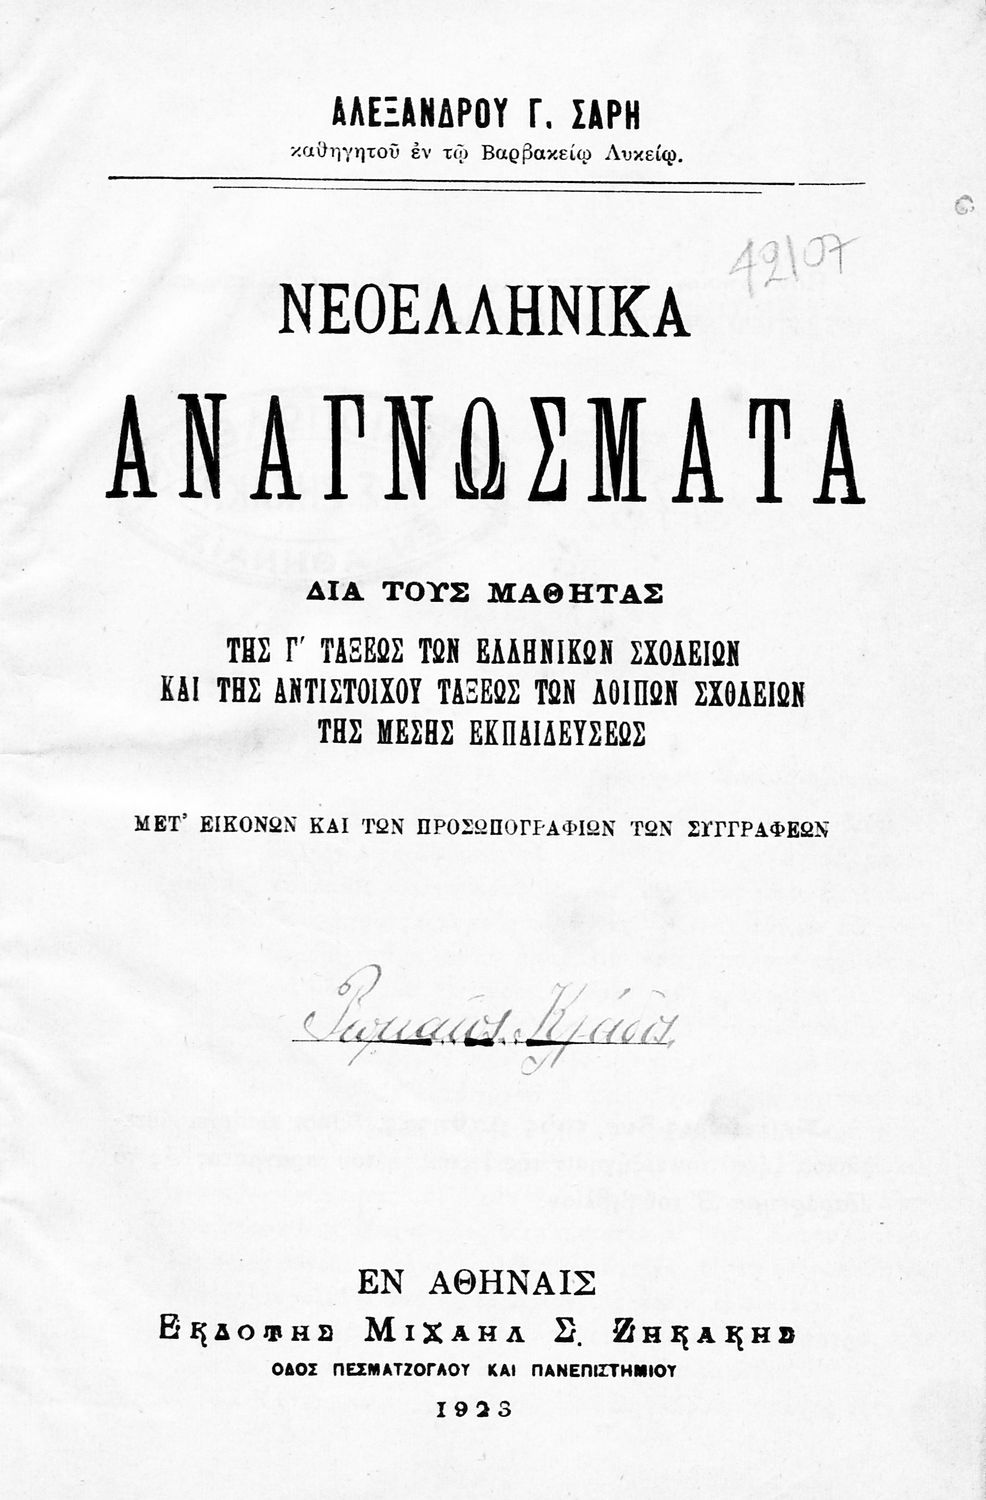 ΑΛΕΞΑΝΔΡΟΥ Γ. ΣΑΡΗ
καθηγητοῦ ἐν τῷ Βαρβακείῳ Λυκείῳ.
42107
ΝΕΟΕΛΛΗΝΙΚΑ
ΑΝΑΓΝΩΣΜΑΤΑ
ΔΙΑ ΤΟΥΣ ΜΑΘΗΤΑΣ
ΤΗΣ Γ′ ΤΑΞΕΩΣ ΤΩΝ ΕΛΛΗΝΙΚΩΝ ΣΧΟΛΕΙΩΝ
ΚΑΙ ΤΗΣ ΑΝΤΙΣΤΟΙΧΟΥ ΤΑΞΕΩΣ ΤΩΝ ΛΟΙΠΩΝ ΣΧΟΛΕΙΩΝ
ΤΗΣ ΜΕΣΗΣ ΕΚΠΑΙΔΕΥΣΕΩΣ
ΜΕΤ' ΕΙΚΟΝΩΝ ΚΑΙ ΤΩΝ ΠΡΟΣΩΠΟΓΡΑΦΙΩΝ ΤΩΝ ΣΥΓΓΡΑΦΕΩΝ
ΕΝ ΑΘΗΝΑΙΣ
ΕΚΔΟΤΗΣ ΜΙΧΑΗΛ Σ. ΖΗΚΑΚΗΣ
ΟΔΟΣ ΠΕΣΜΑΤΖΟΓΛΟΥ ΚΑΙ ΠΑΝΕΠΙΣΤΗΜΙΟΥ
1923